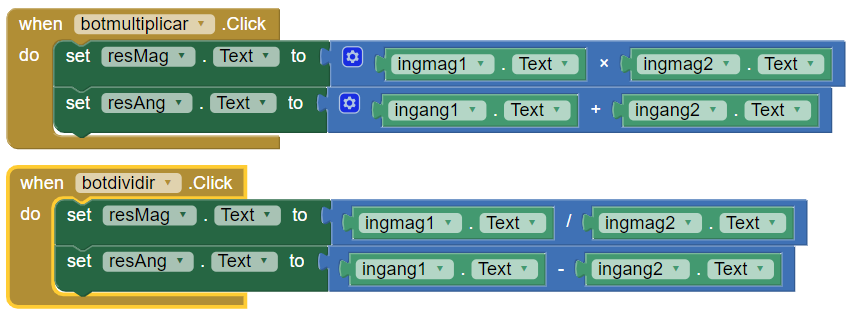 when botmultiplicar .Click
do set resMag . Text to ingmag1 . Text × ingmag2 . Text
set resAng . Text to ingang1 . Text + ingang2 . Text
when botdividir .Click
do set resMag . Text to ingmag1 . Text / ingmag2 . Text
set resAng . Text to ingang1 . Text - ingang2 . Text